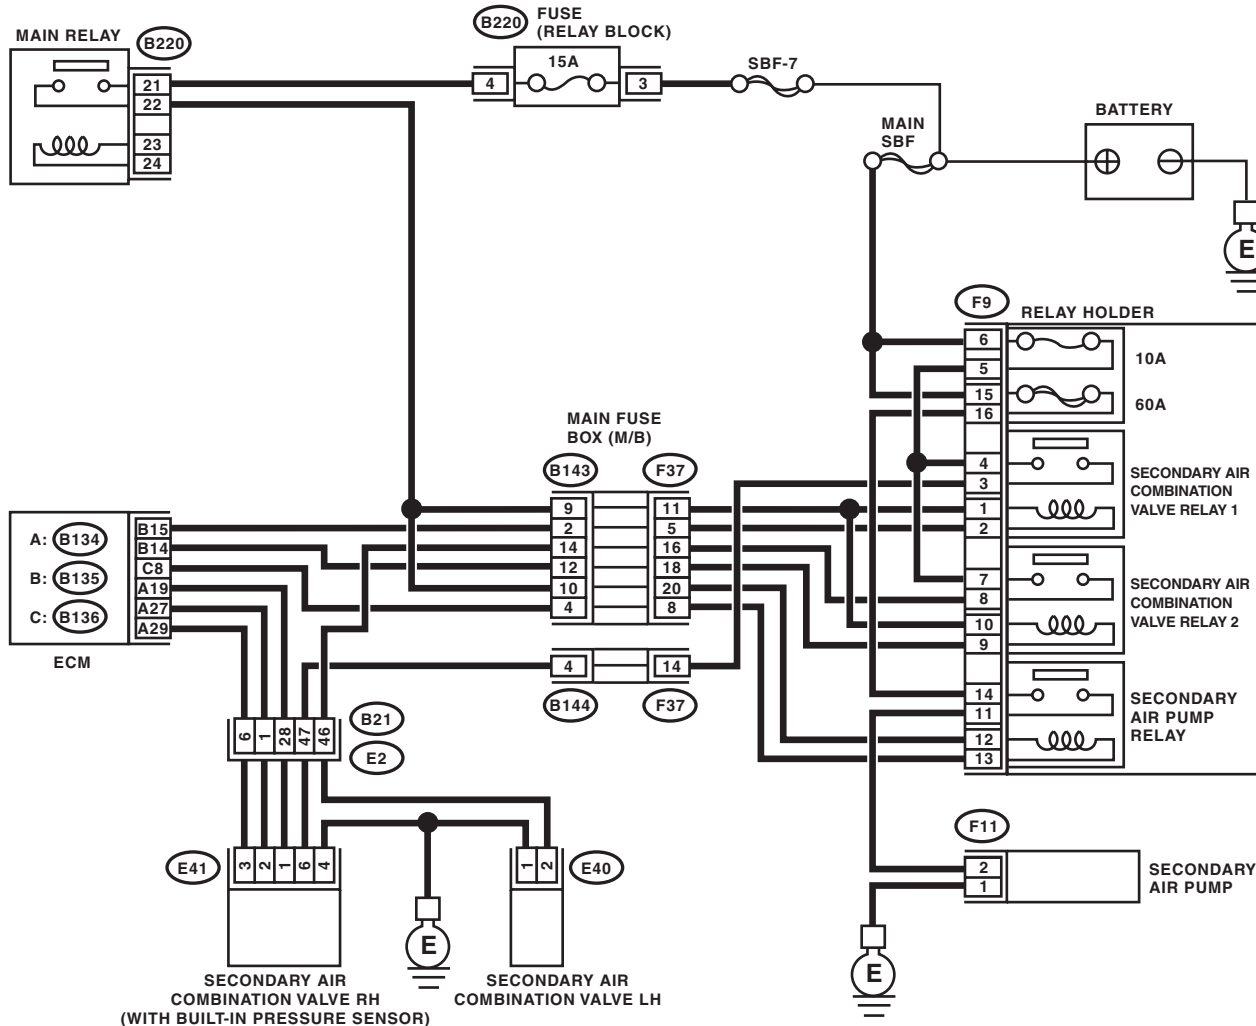 B220
FUSE
(RELAY BLOCK)
MAIN RELAY
B220
15A
SBF-7
21
22
23
24
4
3
MAIN
SBF
BATTERY
E
F9
RELAY HOLDER
6
5
15
16
4
3
1
2
7
8
10
9
14
11
12
13
10A
60A
SECONDARY AIR
COMBINATION
VALVE RELAY 1
SECONDARY AIR
COMBINATION
VALVE RELAY 2
SECONDARY
AIR PUMP
RELAY
MAIN FUSE
BOX (M/B)
B143
F37
9
2
14
12
10
4
11
5
16
18
20
8
4
14
B144
F37
A: B134
B: B135
C: B136
B15
B14
C8
A19
A27
A29
ECM
6
1
28
47
46
B21
E2
E41
3
2
1
6
4
1
2
E40
E
SECONDARY AIR
COMBINATION VALVE RH
(WITH BUILT-IN PRESSURE SENSOR)
SECONDARY AIR
COMBINATION VALVE LH
F11
2
1
SECONDARY
AIR PUMP
E